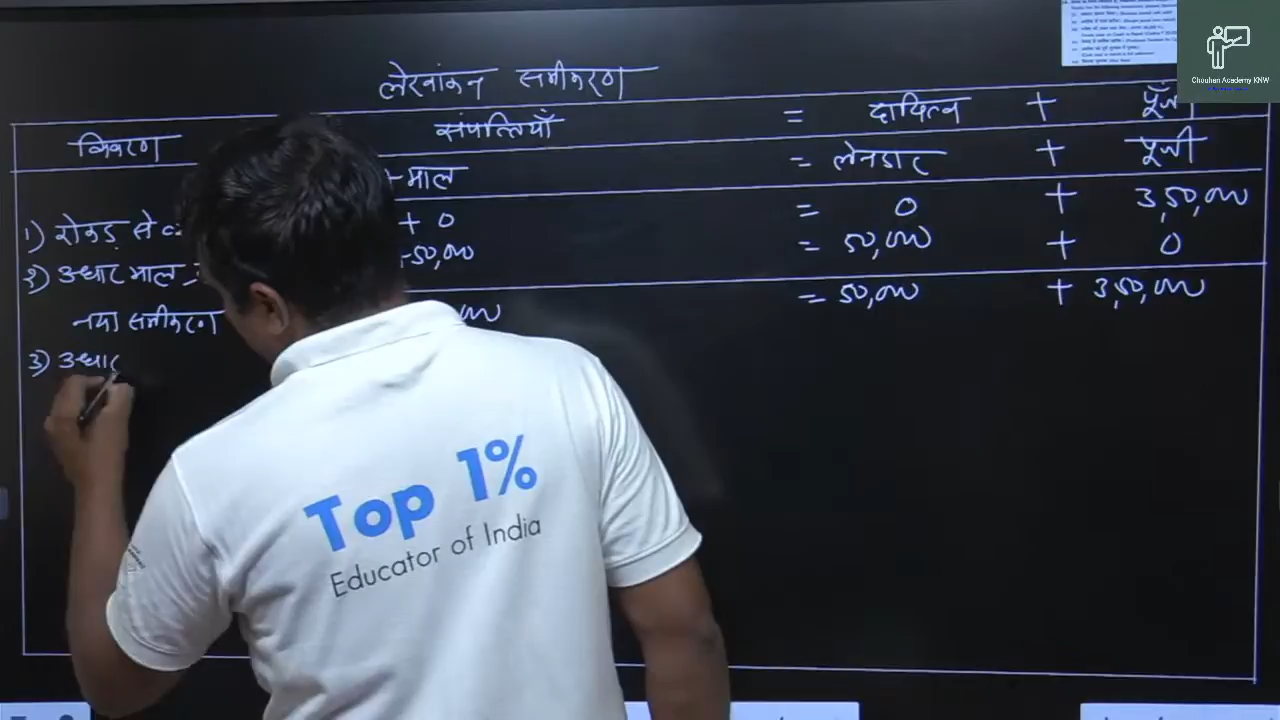 लेखांकन समीकरण
विवरण संपत्तियाँ = दायित्व + पूँजी
माल = लेनदार + पूँजी
1) रोकड़ से + 0 = 0 + 3,50,000
2) उधार माल 50,000 = 50,000 + 0
नया समीकरण = 50,000 + 3,50,000
3) उधार
Top 1%
Educator of India
Chouhan Academy KNW